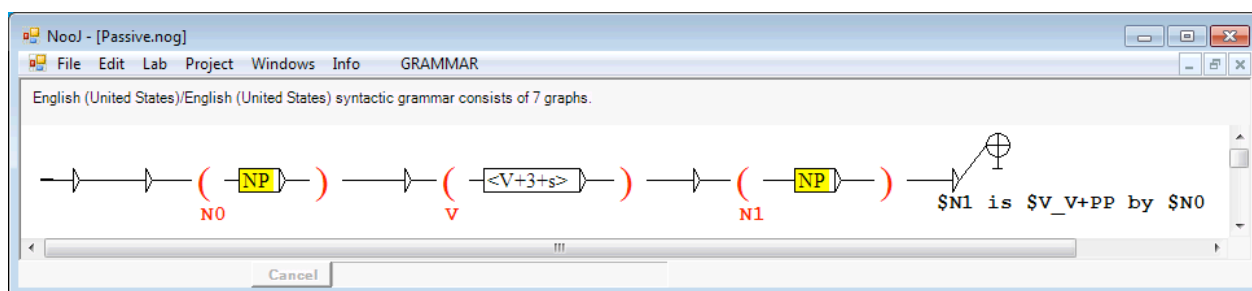 NooJ - [Passive.nog]
File Edit Lab Project Windows Info GRAMMAR
English (United States)/English (United States) syntactic grammar consists of 7 graphs.
( NP ) ( <V+3+s> ) ( NP )
N0 V N1
$N1 is $V_V+PP by $N0
Cancel